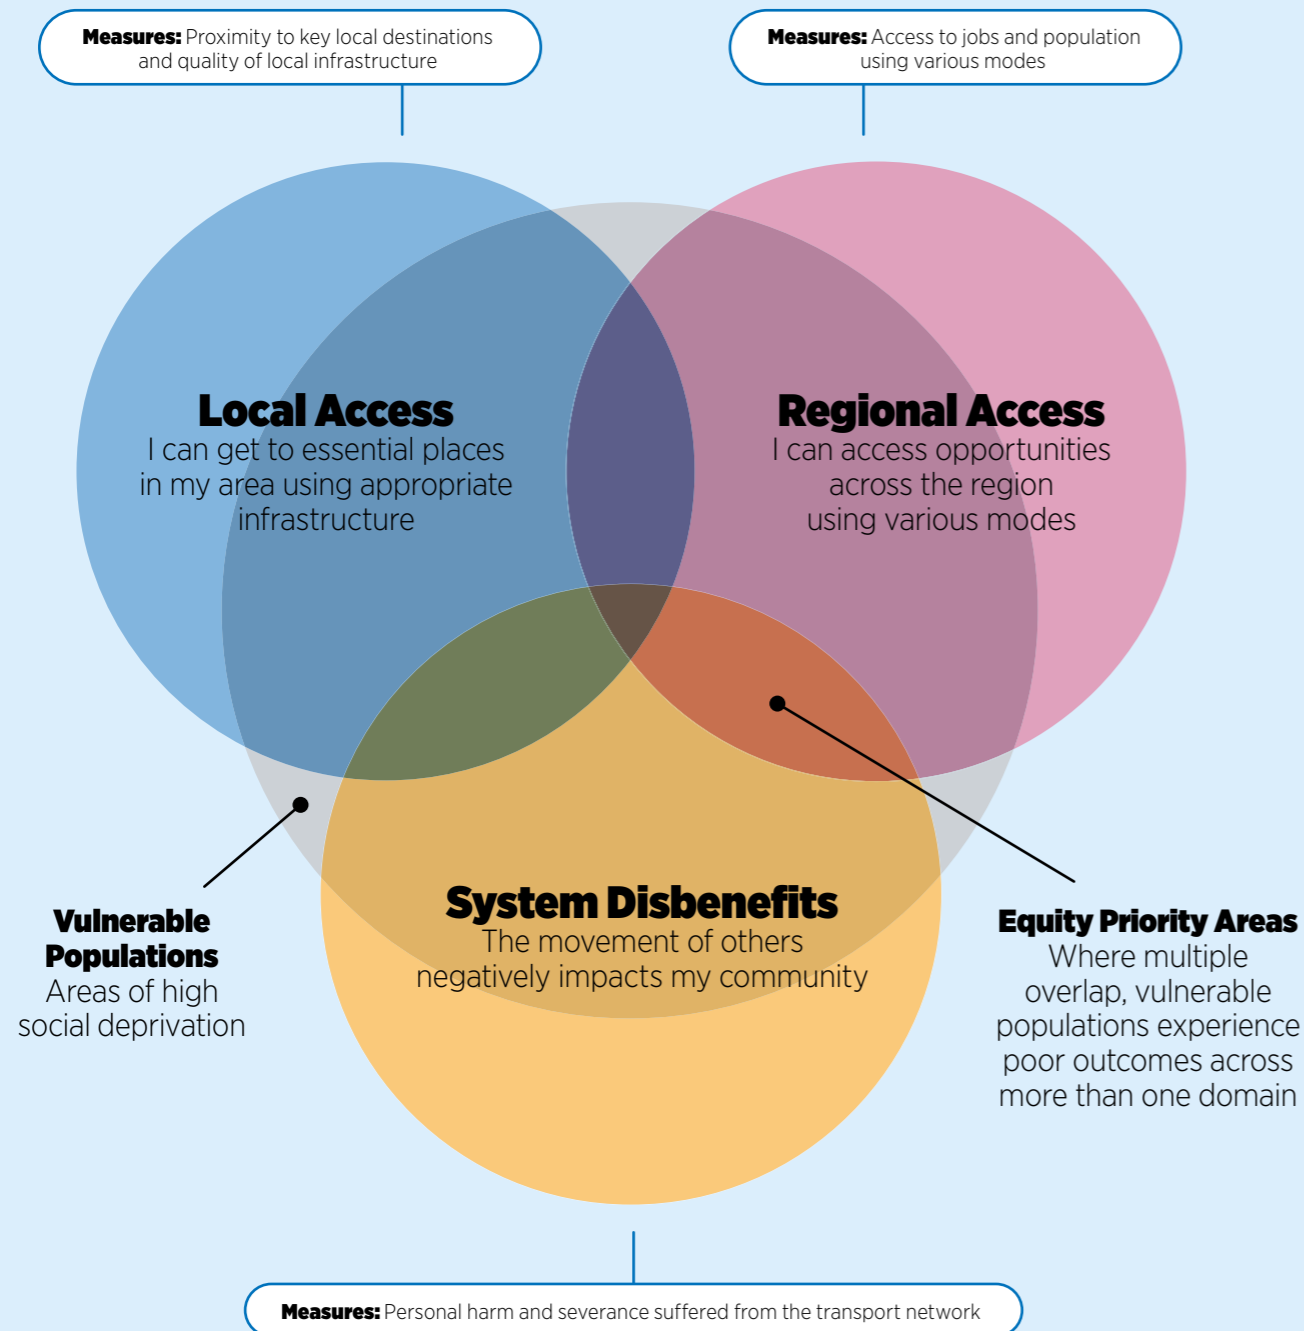 Measures: Proximity to key local destinations
and quality of local infrastructure
Measures: Access to jobs and population
using various modes
Local Access
I can get to essential places
in my area using appropriate
infrastructure
Regional Access
I can access opportunities
across the region
using various modes
System Disbenefits
The movement of others
negatively impacts my community
Vulnerable
Populations
Areas of high
social deprivation
Equity Priority Areas
Where multiple
overlap, vulnerable
populations experience
poor outcomes across
more than one domain
Measures: Personal harm and severance suffered from the transport network